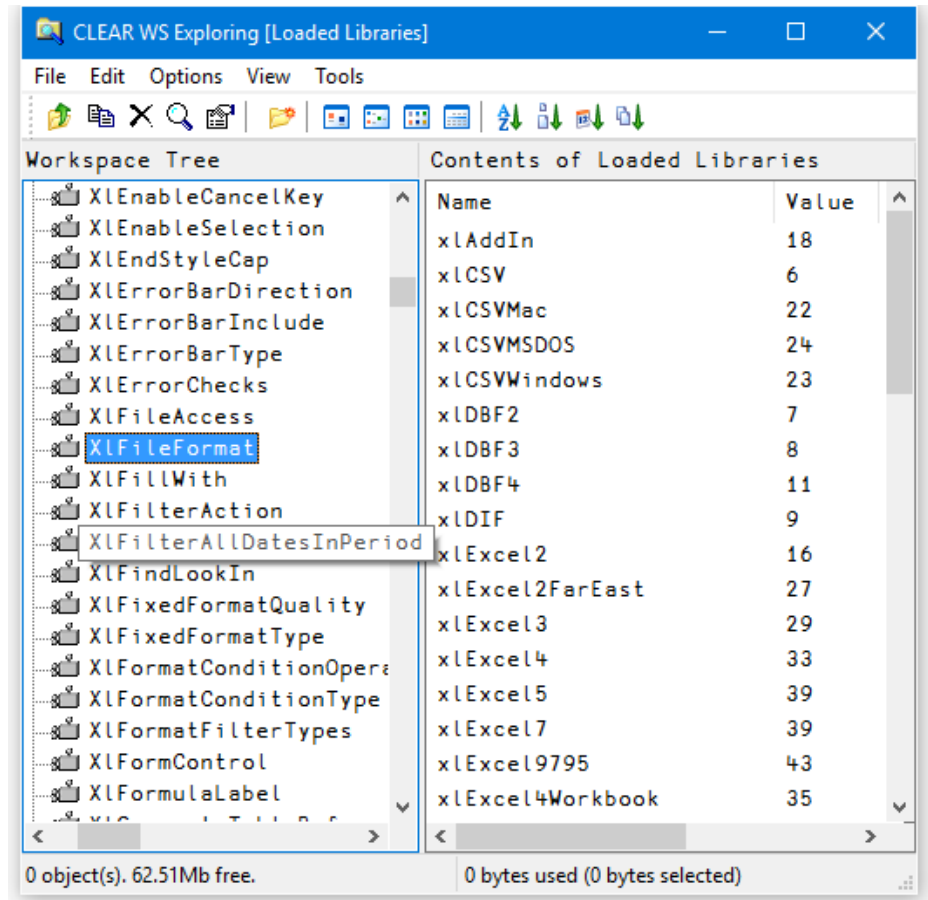 CLEAR WS Exploring [Loaded Libraries]
File Edit Options View Tools
Workspace Tree
XlEnableCancelKey
XlEnableSelection
XlEndStyleCap
XlErrorBarDirection
XlErrorBarInclude
XlErrorBarType
XlErrorChecks
XlFileAccess
XlFileFormat
XlFillWith
XlFilterAction
XlFilterAllDatesInPeriod
XlFindLookIn
XlFixedFormatQuality
XlFixedFormatType
XlFormatConditionOpera
XlFormatConditionType
XlFormatFilterTypes
XlFormControl
XlFormulaLabel
Contents of Loaded Libraries
Name Value
xlAddIn 18
xlCSV 6
xlCSVMac 22
xlCSVMSDOS 24
xlCSVWindows 23
xlDBF2 7
xlDBF3 8
xlDBF4 11
xlDIF 9
xlExcel2 16
xlExcel2FarEast 27
xlExcel3 29
xlExcel4 33
xlExcel5 39
xlExcel7 39
xlExcel9795 43
xlExcel4Workbook 35
0 object(s). 62.51Mb free.
0 bytes used (0 bytes selected)